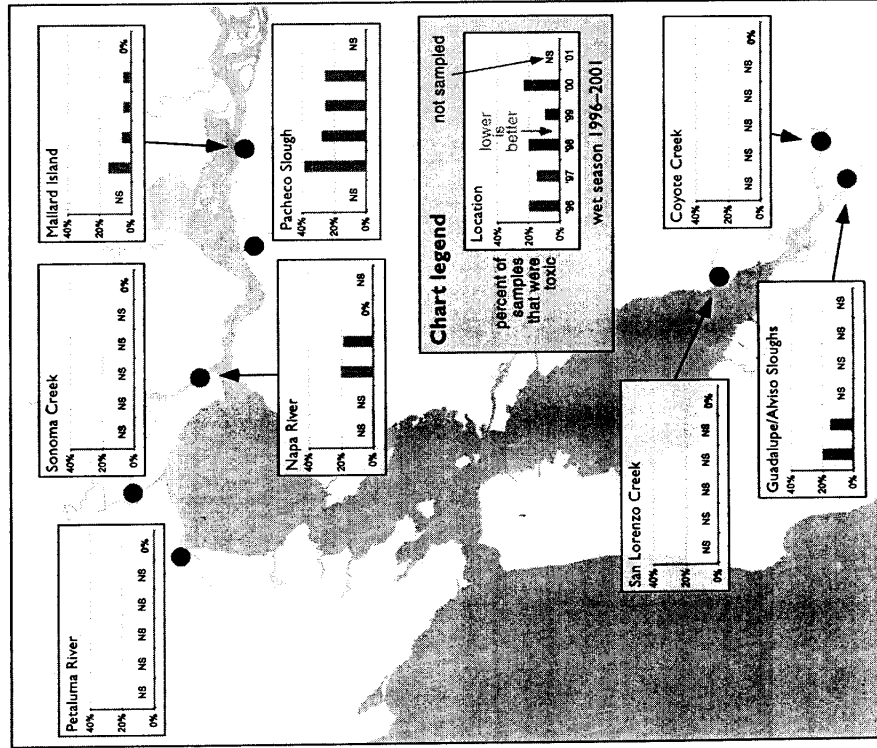 Petaluma River
40%
20%
0%
NS NS NS NS NS 0%
Sonoma Creek
40%
20%
0%
NS NS NS NS NS 0%
Mallard Island
40%
20%
0%
NS 0%
Napa River
40%
20%
0%
NS NS 0% NS
Pacheco Slough
40%
20%
0%
NS
Chart legend
not sampled
percent of
samples
that were
toxic
Location
40%
20%
0%
lower
is
better
NS
'96 '97 '98 '99 '00 '01
wet season 1996–2001
San Lorenzo Creek
40%
20%
0%
NS NS NS NS NS 0%
Coyote Creek
40%
20%
0%
NS NS NS NS NS 0%
Guadalupe/Alviso Sloughs
40%
20%
0%
NS NS NS NS